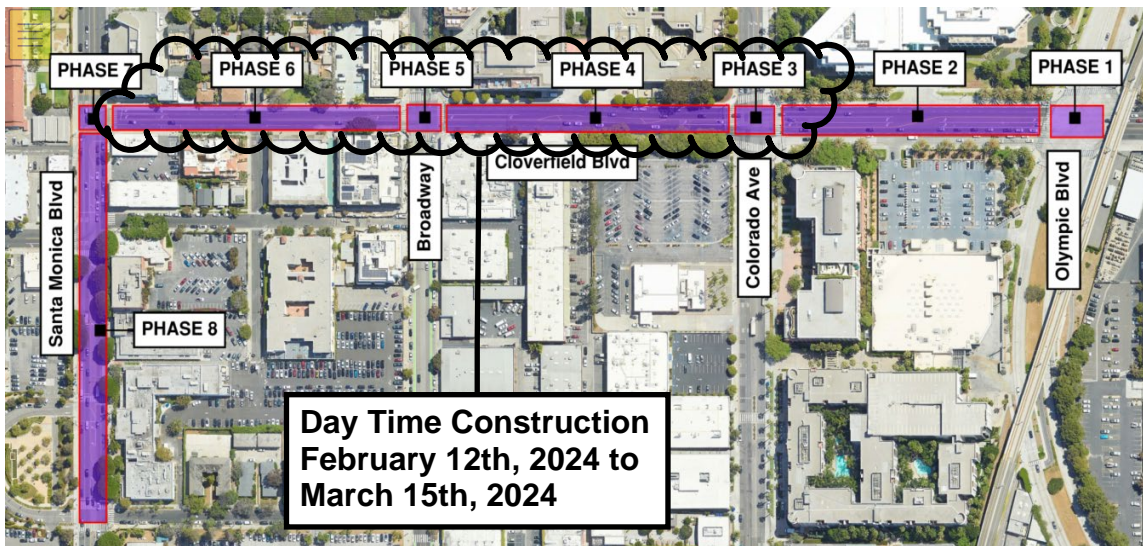 PHASE 7
PHASE 6
PHASE 5
PHASE 4
PHASE 3
PHASE 2
PHASE 1
Santa Monica Blvd
Broadway
Cloverfield Blvd
Colorado Ave
Olympic Blvd
PHASE 8
Day Time Construction
February 12th, 2024 to
March 15th, 2024